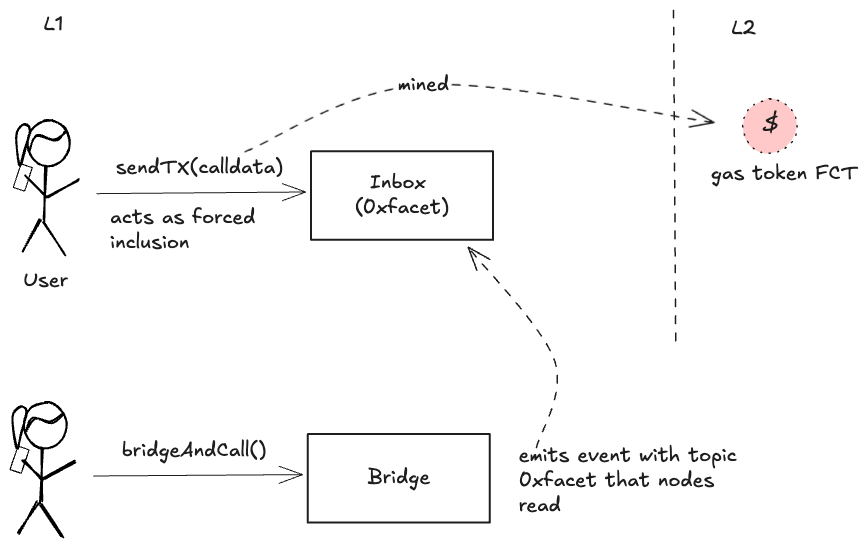 L1
L2
mined
$
sendTX(calldata)
gas token FCT
Inbox
(0xfacet)
acts as forced
inclusion
User
bridgeAndCall()
Bridge
emits event with topic
0xfacet that nodes
read